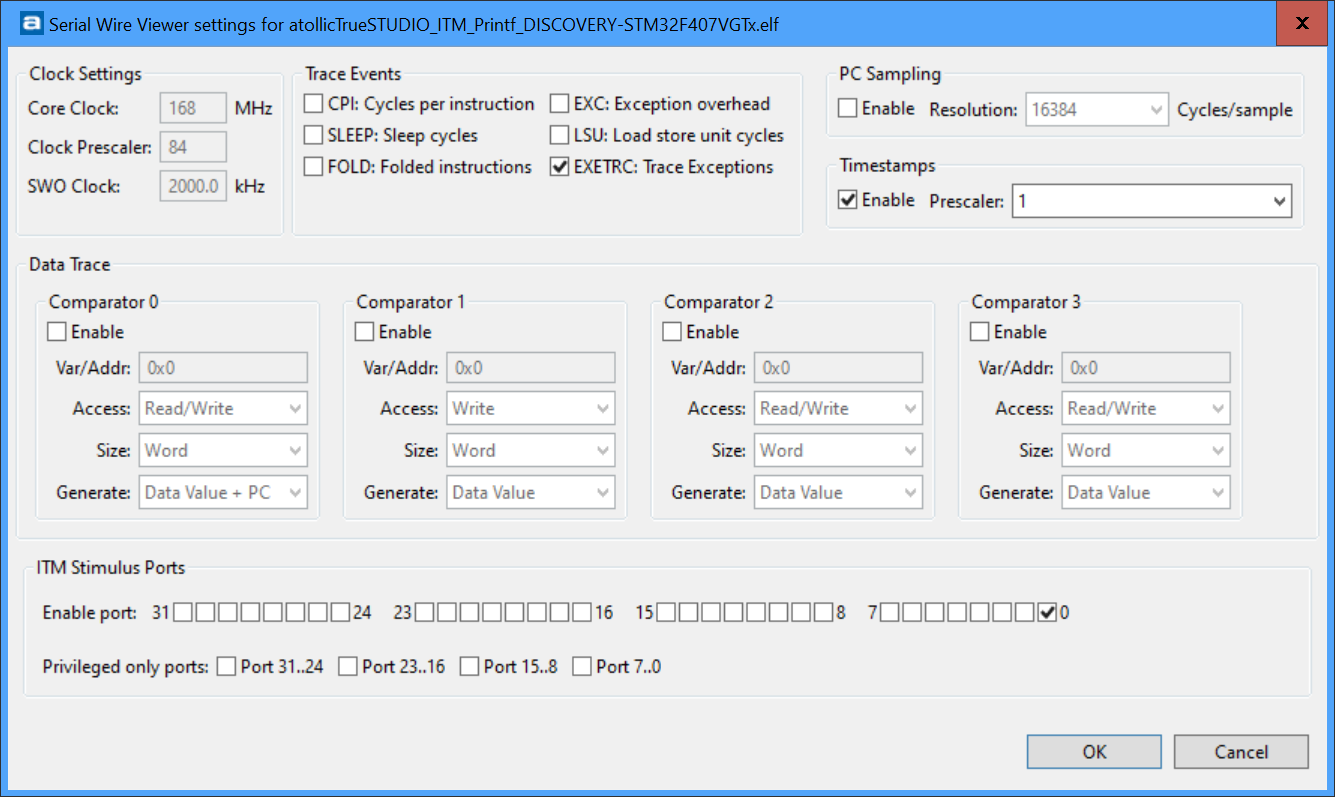 a Serial Wire Viewer settings for atollicTrueSTUDIO_ITM_Printf_DISCOVERY-STM32F407VGTx.elf x
Clock Settings
Core Clock: 168 MHz
Clock Prescaler: 84
SWO Clock: 2000.0 kHz
Trace Events
CPI: Cycles per instruction EXC: Exception overhead
SLEEP: Sleep cycles LSU: Load store unit cycles
FOLD: Folded instructions EXETRC: Trace Exceptions
PC Sampling
Enable Resolution: 16384 Cycles/sample
Timestamps
Enable Prescaler: 1
Data Trace
Comparator 0
Enable
Var/Addr: 0x0
Access: Read/Write
Size: Word
Generate: Data Value + PC
Comparator 1
Enable
Var/Addr: 0x0
Access: Write
Size: Word
Generate: Data Value
Comparator 2
Enable
Var/Addr: 0x0
Access: Read/Write
Size: Word
Generate: Data Value
Comparator 3
Enable
Var/Addr: 0x0
Access: Read/Write
Size: Word
Generate: Data Value
ITM Stimulus Ports
Enable port: 31 24 23 16 15 8 7 0
Privileged only ports: Port 31..24 Port 23..16 Port 15..8 Port 7..0
OK Cancel